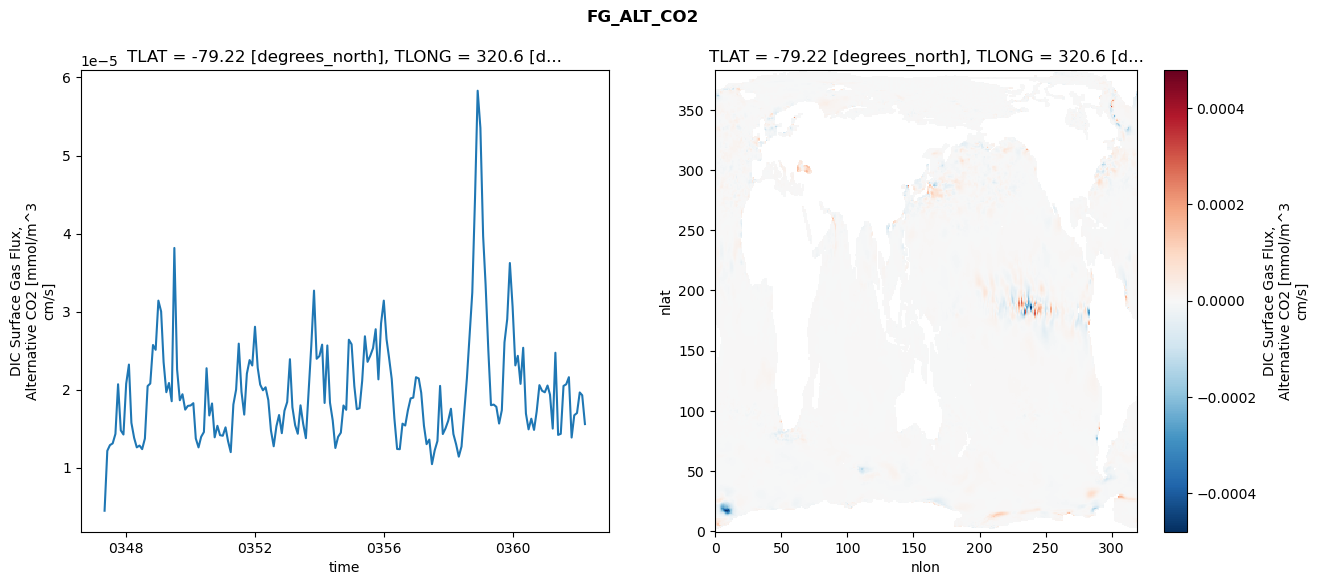 FG_ALT_CO2
TLAT = -79.22 [degrees_north], TLONG = 320.6 [d...
1e−5
6
5
4
3
2
1
DIC Surface Gas Flux,
Alternative CO2 [mmol/m^3
cm/s]
0348
0352
0356
0360
time
TLAT = -79.22 [degrees_north], TLONG = 320.6 [d...
350
300
250
200
150
100
50
0
nlat
0
50
100
150
200
250
300
nlon
0.0004
0.0002
0.0000
−0.0002
−0.0004
DIC Surface Gas Flux,
Alternative CO2 [mmol/m^3
cm/s]